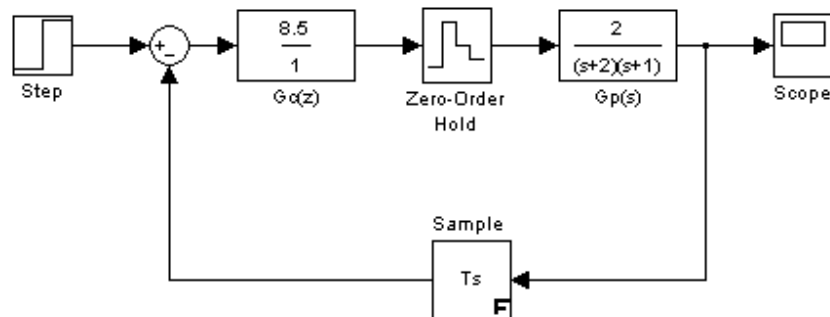 Step
+
−
8.5
1
Gc(z)
Zero-Order
Hold
2
(s+2)(s+1)
Gp(s)
Scope
Sample
Ts
F